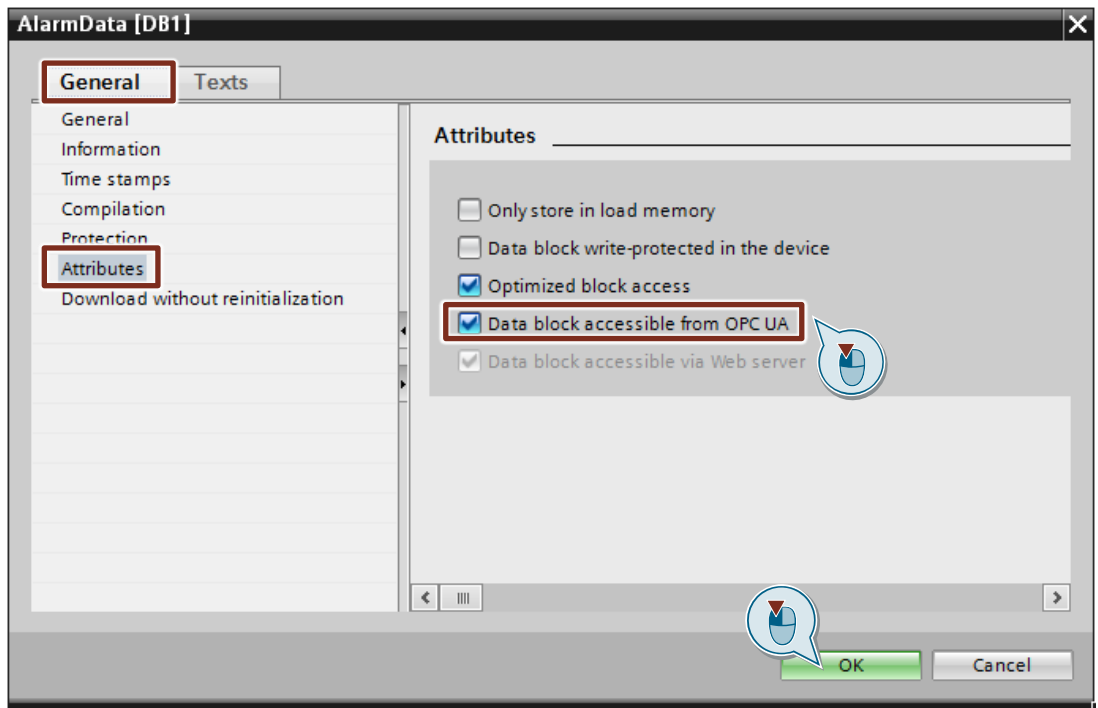 AlarmData [DB1]
General
Texts
General
Information
Time stamps
Compilation
Protection
Attributes
Download without reinitialization
Attributes
Only store in load memory
Data block write-protected in the device
Optimized block access
Data block accessible from OPC UA
Data block accessible via Web server
OK
Cancel